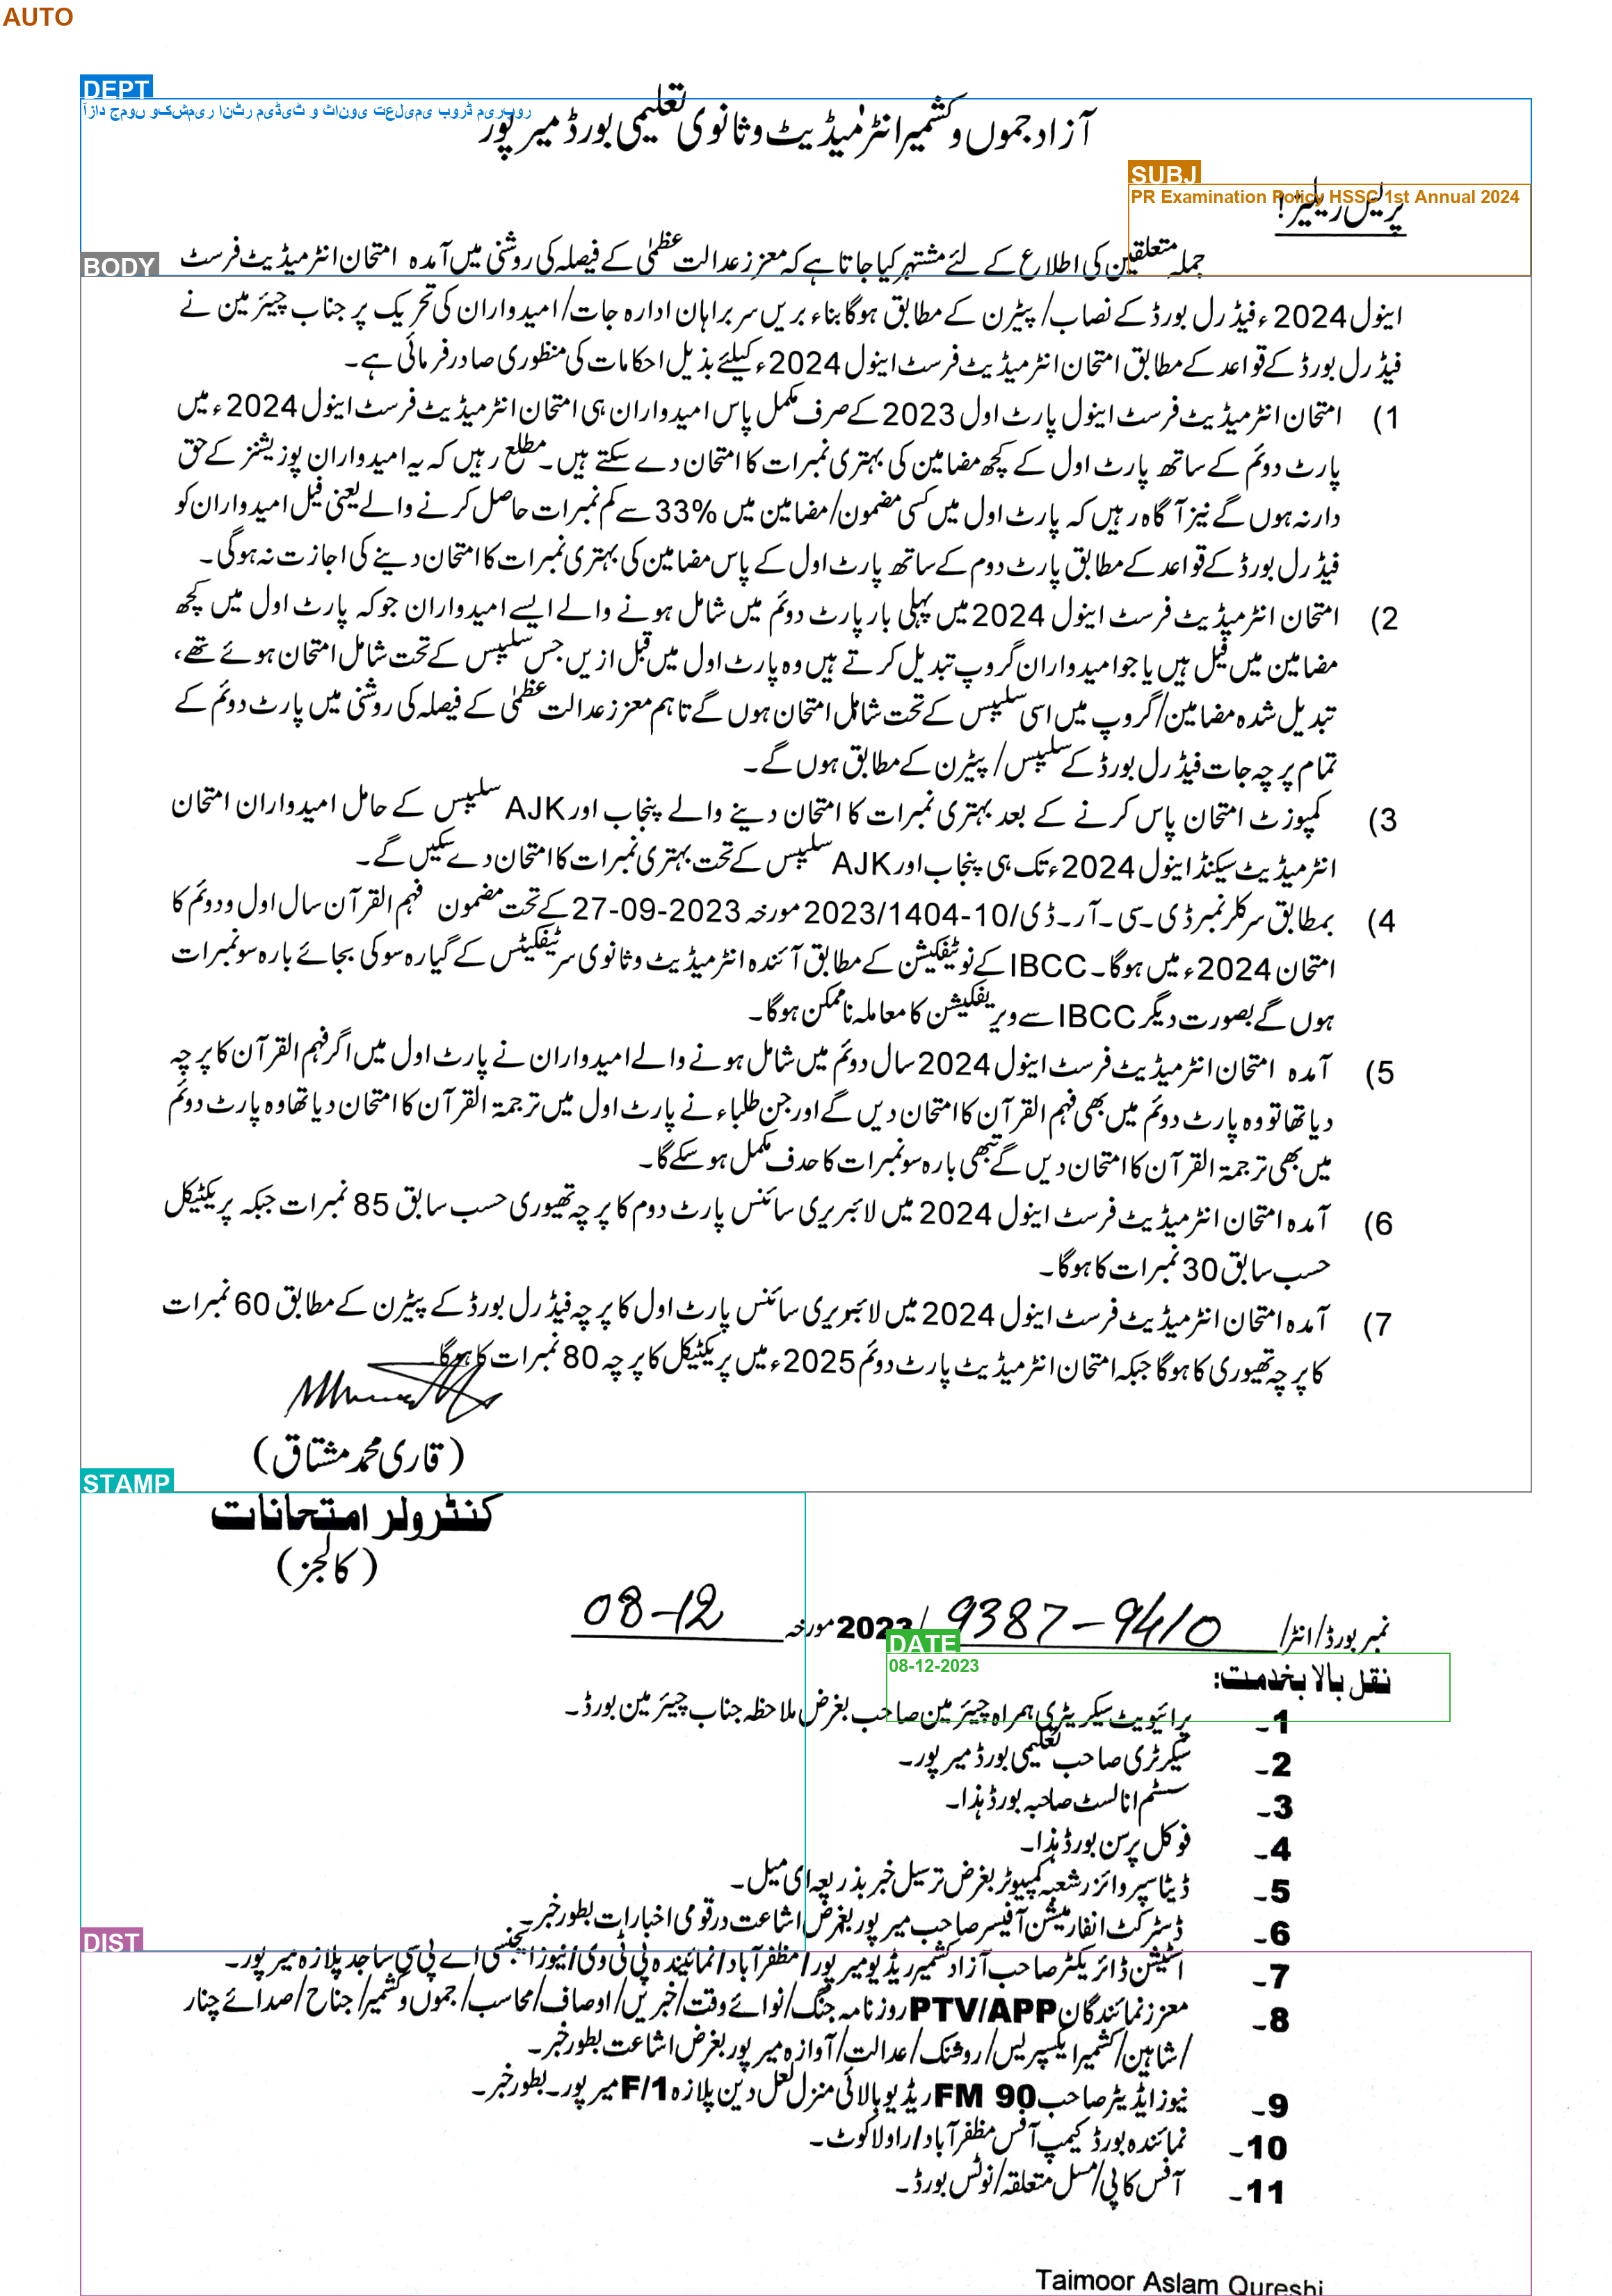 AUTO
DEPT
آزاد جموں وکشمیر انٹر میڈیٹ و ثانوی تعلیمی بورڈ میرپور
آزاد جموں وکشمیر انٹرمیڈیٹ وثانوی تعلیمی بورڈ میرپور
SUBJ
PR Examination Policy HSSC 1st Annual 2024
پریس ریلیز!
BODY
جملہ متعلقین کی اطلاع کے لئے مشتہر کیا جاتا ہے کہ معزز عدالت عظمیٰ کے فیصلہ کی روشنی میں آمدہ امتحان انٹرمیڈیٹ فرسٹ
اینول 2024ء فیڈرل بورڈ کے نصاب/پیٹرن کے مطابق ہوگا بناء بریں سربراہان ادارہ جات/امیدواران کی تحریک پر جناب چیئرمین نے
فیڈرل بورڈ کے قواعد کے مطابق امتحان انٹرمیڈیٹ فرسٹ اینول 2024ء کیلئے بذیل احکامات کی منظوری صادر فرمائی ہے۔
1) امتحان انٹرمیڈیٹ فرسٹ اینول پارٹ اول 2023 کے صرف مکمل پاس امیدواران ہی امتحان انٹرمیڈیٹ فرسٹ اینول 2024ء میں
پارٹ دوئم کے ساتھ پارٹ اول کے کچھ مضامین کی بہتری نمبرات کا امتحان دے سکتے ہیں۔ مطلع رہیں کہ یہ امیدواران پوزیشنز کے حق
دار نہ ہوں گے نیز آگاہ رہیں کہ پارٹ اول میں کسی مضمون/مضامین میں 33% سے کم نمبرات حاصل کرنے والے یعنی فیل امیدواران کو
فیڈرل بورڈ کے قواعد کے مطابق پارٹ دوم کے ساتھ پارٹ اول کے پاس مضامین کی بہتری نمبرات کا امتحان دینے کی اجازت نہ ہوگی۔
2) امتحان انٹرمیڈیٹ فرسٹ اینول 2024 میں پہلی بار پارٹ دوئم میں شامل ہونے والے ایسے امیدواران جو کہ پارٹ اول میں کچھ
مضامین میں فیل ہیں یا جو امیدواران گروپ تبدیل کرتے ہیں وہ پارٹ اول میں قبل ازیں جس سلیبس کے تحت شامل امتحان ہوئے تھے،
تبدیل شدہ مضامین/گروپ میں اسی سلیبس کے تحت شامل امتحان ہوں گے تاہم معزز عدالت عظمیٰ کے فیصلہ کی روشنی میں پارٹ دوئم کے
تمام پرچہ جات فیڈرل بورڈ کے سلیبس/پیٹرن کے مطابق ہوں گے۔
3) کمپوزٹ امتحان پاس کرنے کے بعد بہتری نمبرات کا امتحان دینے والے پنجاب اور AJK سلیبس کے حامل امیدواران امتحان
انٹرمیڈیٹ سیکنڈ اینول 2024ء تک ہی پنجاب اور AJK سلیبس کے تحت بہتری نمبرات کا امتحان دے سکیں گے۔
4) بمطابق سرکلر نمبر ڈی۔سی۔آر۔ڈی/10-1404/2023 مورخہ 27-09-2023 کے تحت مضمون فہم القرآن سال اول ودوئم کا
امتحان 2024ء میں ہوگا۔ IBCC کے نوٹیفکیشن کے مطابق آئندہ انٹرمیڈیٹ وثانوی سرٹیفکیٹس کے گیارہ سو کی بجائے بارہ سو نمبرات
ہوں گے بصورت دیگر IBCC سے ویریفکیشن کا معاملہ ناممکن ہوگا۔
5) آمدہ امتحان انٹرمیڈیٹ فرسٹ اینول 2024 سال دوئم میں شامل ہونے والے امیدواران نے پارٹ اول میں اگر فہم القرآن کا پرچہ
دیا تھا تو وہ پارٹ دوئم میں بھی فہم القرآن کا امتحان دیں گے اور جن طلباء نے پارٹ اول میں ترجمۃ القرآن کا امتحان دیا تھا وہ پارٹ دوئم
میں بھی ترجمۃ القرآن کا امتحان دیں گے تبھی بارہ سو نمبرات کا حدف مکمل ہو سکے گا۔
6) آمدہ امتحان انٹرمیڈیٹ فرسٹ اینول 2024 میں لائبریری سائنس پارٹ دوم کا پرچہ تھیوری حسب سابق 85 نمبرات جبکہ پریکٹیکل
حسب سابق 30 نمبرات کا ہوگا۔
7) آمدہ امتحان انٹرمیڈیٹ فرسٹ اینول 2024 میں لائبریری سائنس پارٹ اول کا پرچہ فیڈرل بورڈ کے پیٹرن کے مطابق 60 نمبرات
کا پرچہ تھیوری کا ہوگا جبکہ امتحان انٹرمیڈیٹ پارٹ دوئم 2025ء میں پریکٹیکل کا پرچہ 80 نمبرات کا ہوگا
(قاری محمد مشتاق)
STAMP
کنٹرولر امتحانات
(کالجز)
نمبر بورڈ/انٹر/ 9387-9410 /2023 مورخہ 08-12
DATE
08-12-2023
نقل بالا بخدمت:
1۔ پرائیویٹ سیکریٹری ہمراہ چیئرمین صاحب بغرض ملاحظہ جناب چیئرمین بورڈ۔
2۔ سیکرٹری صاحب تعلیمی بورڈ میرپور۔
3۔ سسٹم انالسٹ صاحبہ بورڈ ہذا۔
4۔ فوکل پرسن بورڈ ہذا۔
5۔ ڈیٹا سپروائزر شعبہ کمپیوٹر بغرض ترسیل خبر بذریعہ ای میل۔
6۔ ڈسٹرکٹ انفارمیشن آفیسر صاحب میرپور بغرض اشاعت درقومی اخبارات بطور خبر۔
DIST
7۔ اسٹیشن ڈائریکٹر صاحب آزاد کشمیر ریڈیو میرپور/مظفرآباد/نمائیندہ پی ٹی وی/نیوز ایجنسی اے پی پی ساجد پلازہ میرپور۔
8۔ معزز نمائندگان PTV/APP روزنامہ جنگ/نوائے وقت/خبریں/اوصاف/محاسب/جموں وکشمیر/جناح/صدائے چنار
/شاہین/کشمیر ایکسپریس/روشنک/عدالت/آوازہ میرپور بغرض اشاعت بطور خبر۔
9۔ نیوز ایڈیٹر صاحب FM 90 ریڈیو بالائی منزل لعل دین پلازہ F/1 میرپور۔ بطور خبر۔
10۔ نمائندہ بورڈ کیمپ آفس مظفرآباد/راولاکوٹ۔
11۔ آفس کاپی/مسل متعلقہ/نوٹس بورڈ۔
Taimoor Aslam Qureshi